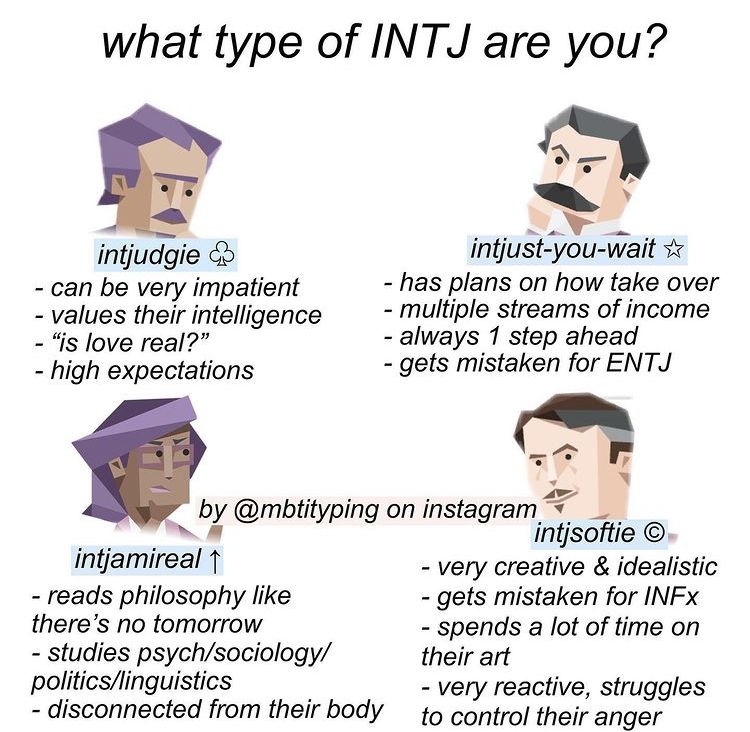 what type of INTJ are you?
intjudgie ♧
- can be very impatient
- values their intelligence
- “is love real?”
- high expectations
intjust-you-wait ☆
- has plans on how take over
- multiple streams of income
- always 1 step ahead
- gets mistaken for ENTJ
by @mbtityping on instagram
intjamireal ↑
- reads philosophy like
there’s no tomorrow
- studies psych/sociology/
politics/linguistics
- disconnected from their body
intjsoftie ©
- very creative & idealistic
- gets mistaken for INFx
- spends a lot of time on
their art
- very reactive, struggles
to control their anger